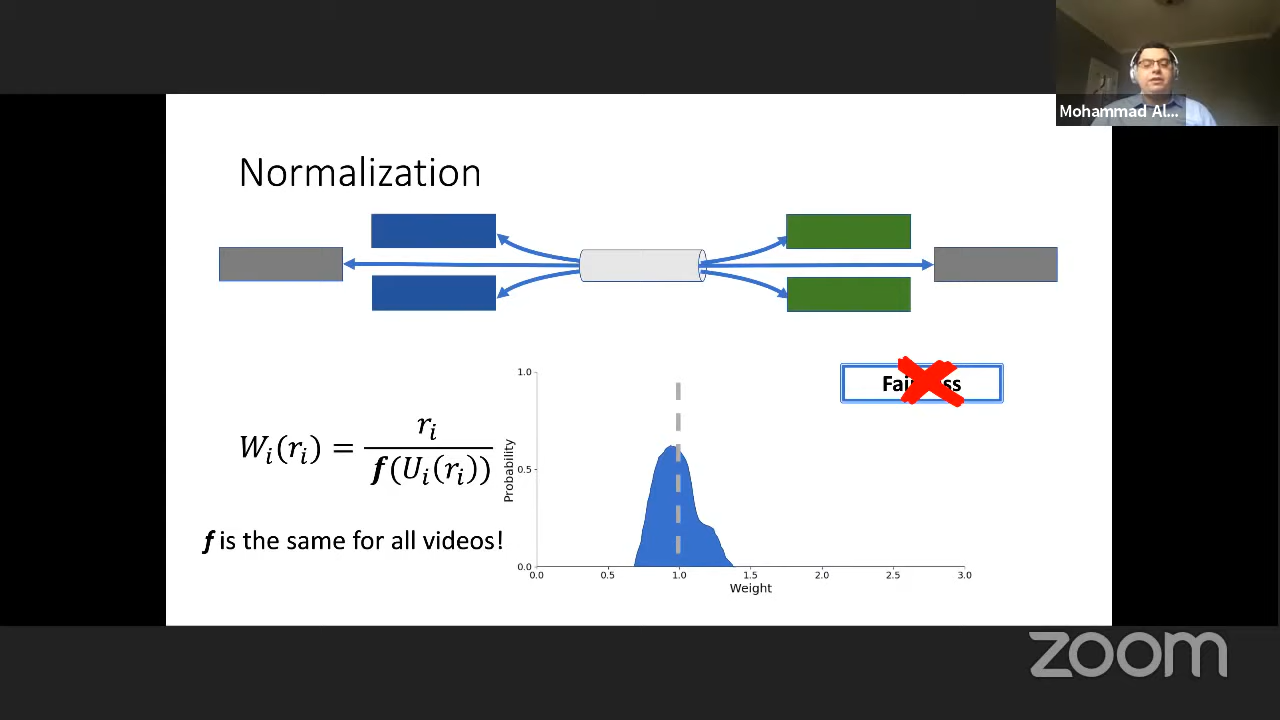 Mohammad Al...
Normalization
Fairness
W_i(r_i) = r_i / f(U_i(r_i))
f is the same for all videos!
Probability
1.0
0.5
0.0
0.0 0.5 1.0 1.5 2.0 2.5 3.0
Weight
zoom